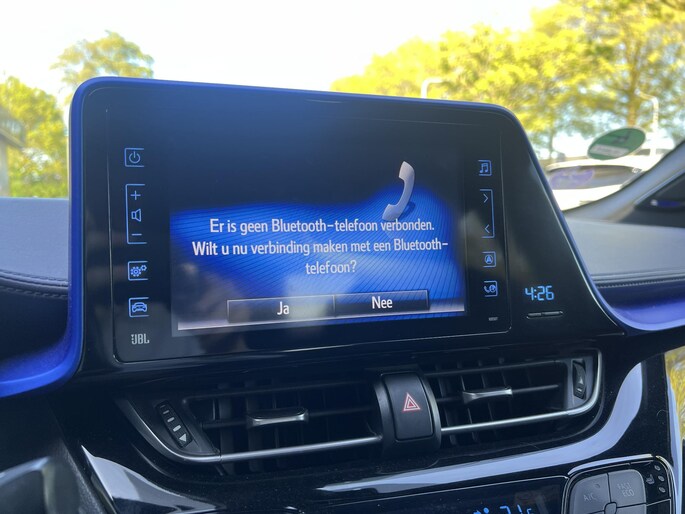 Er is geen Bluetooth-telefoon verbonden.
Wilt u nu verbinding maken met een Bluetooth-
telefoon?
Ja
Nee
4:26
JBL
A/C